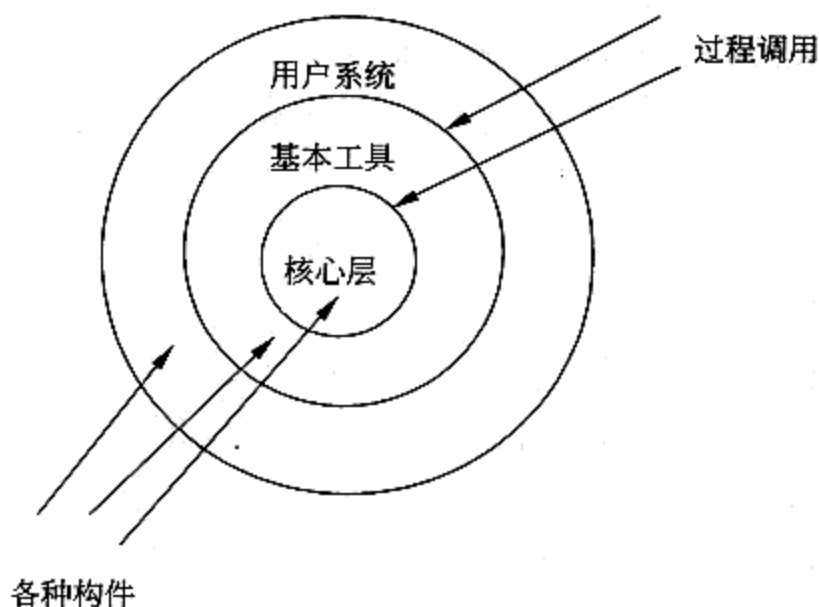 用户系统
过程调用
基本工具
核心层
各种构件